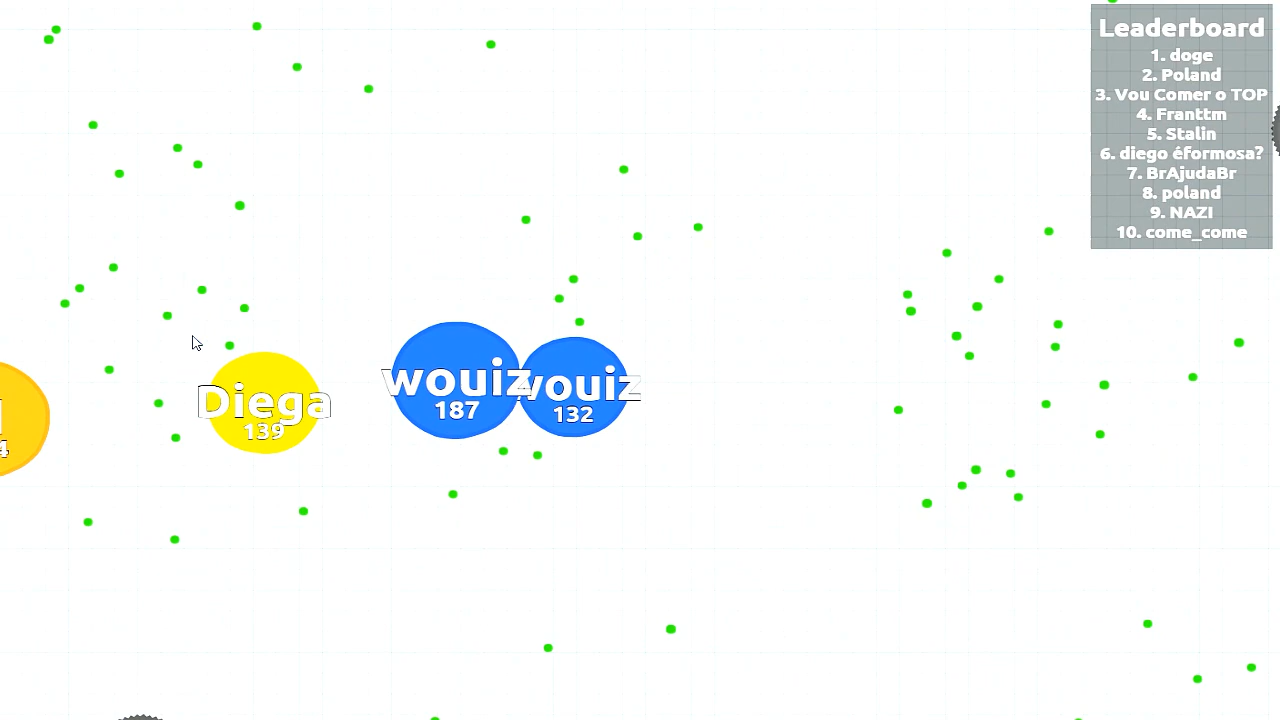 Leaderboard
1. doge
2. Poland
3. Vou Comer o TOP
4. Franttm
5. Stalin
6. diego éformosa?
7. BrAjudaBr
8. poland
9. NAZI
10. come_come
wouiz
187
wouiz
132
Diega
139